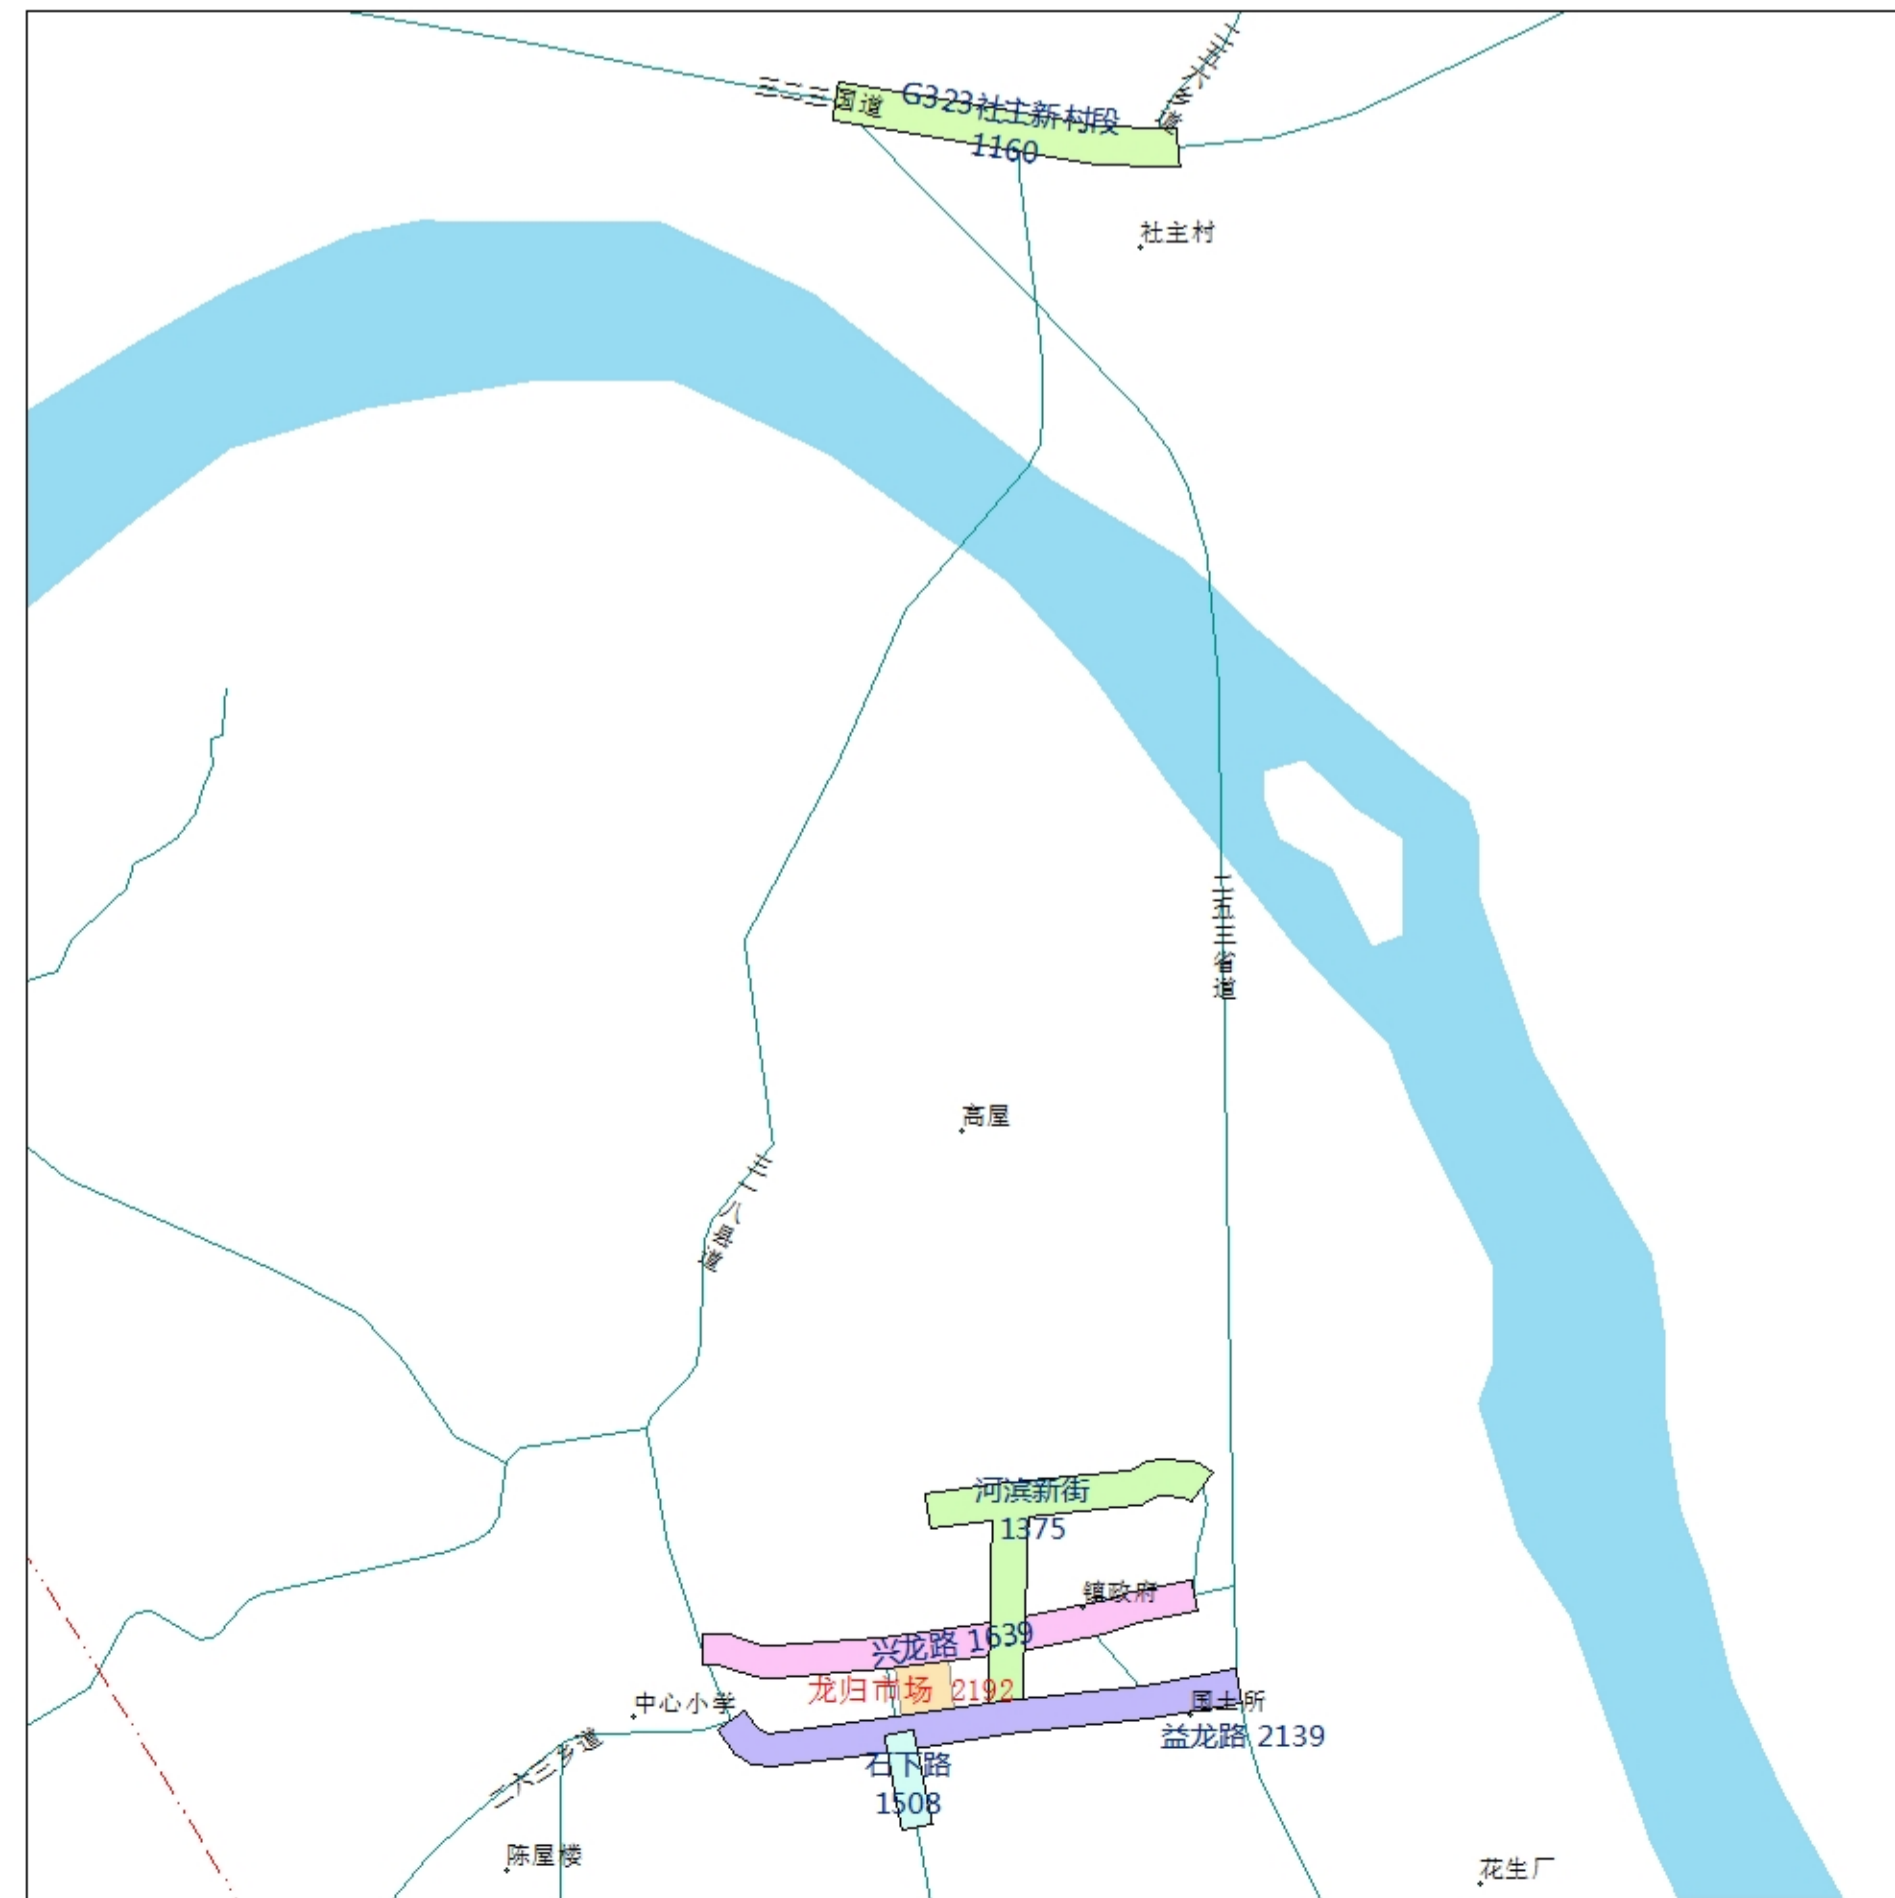 三二三国道
G323社主新村段
1160
社主村
二五三省道
高屋
三一八县道
河滨新街
1375
镇政府
兴龙路 1639
龙归市场 2192
中心小学
国土所
益龙路 2139
石下路
1508
二六三乡道
陈屋楼
花生厂